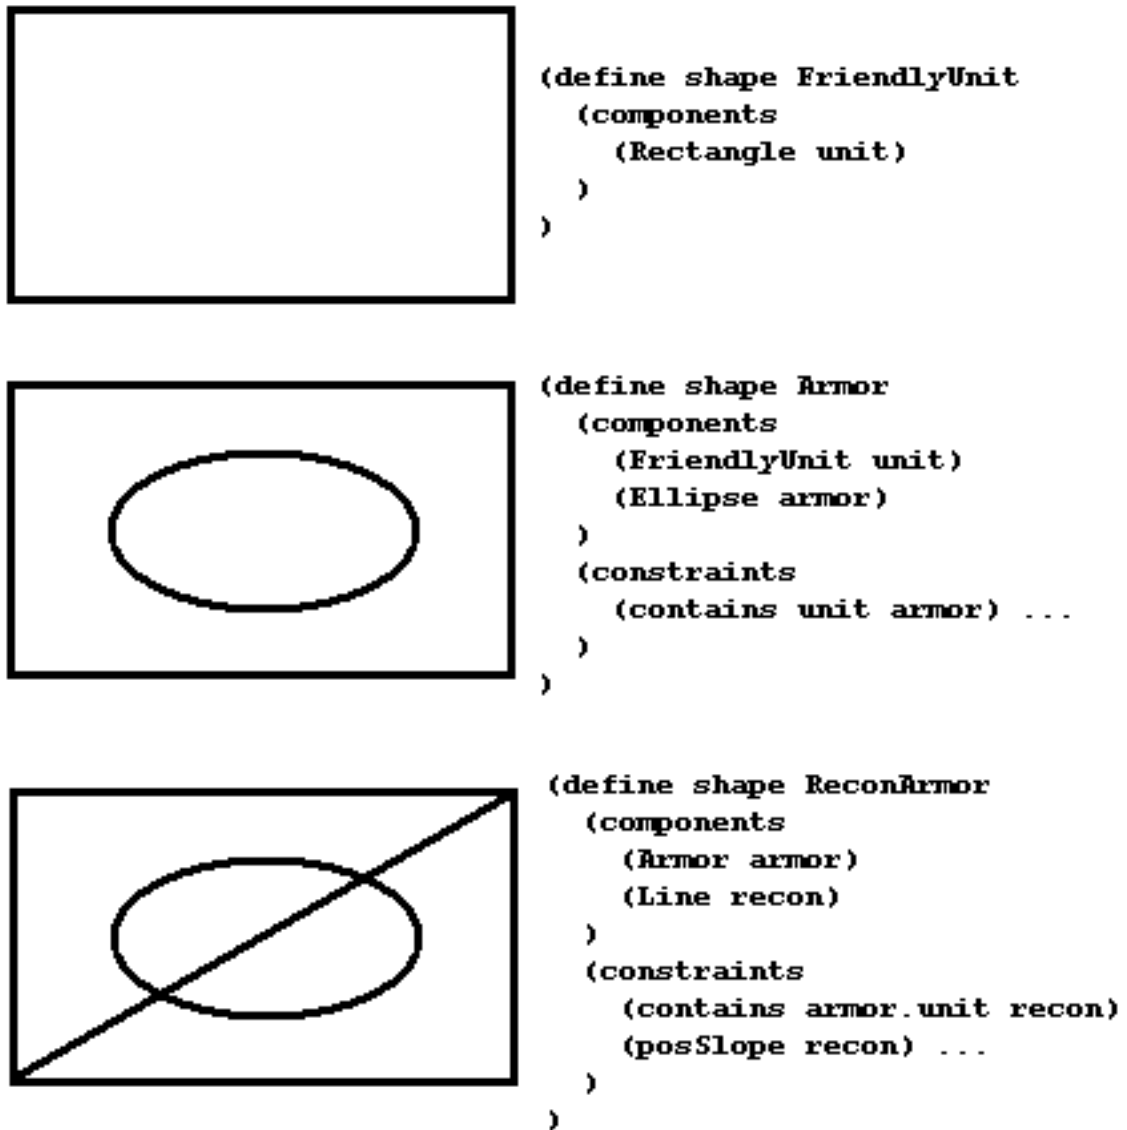 (define shape FriendlyUnit
(components
(Rectangle unit)
)
)
(define shape Armor
(components
(FriendlyUnit unit)
(Ellipse armor)
)
(constraints
(contains unit armor) ...
)
)
(define shape ReconArmor
(components
(Armor armor)
(Line recon)
)
(constraints
(contains armor.unit recon)
(posSlope recon) ...
)
)